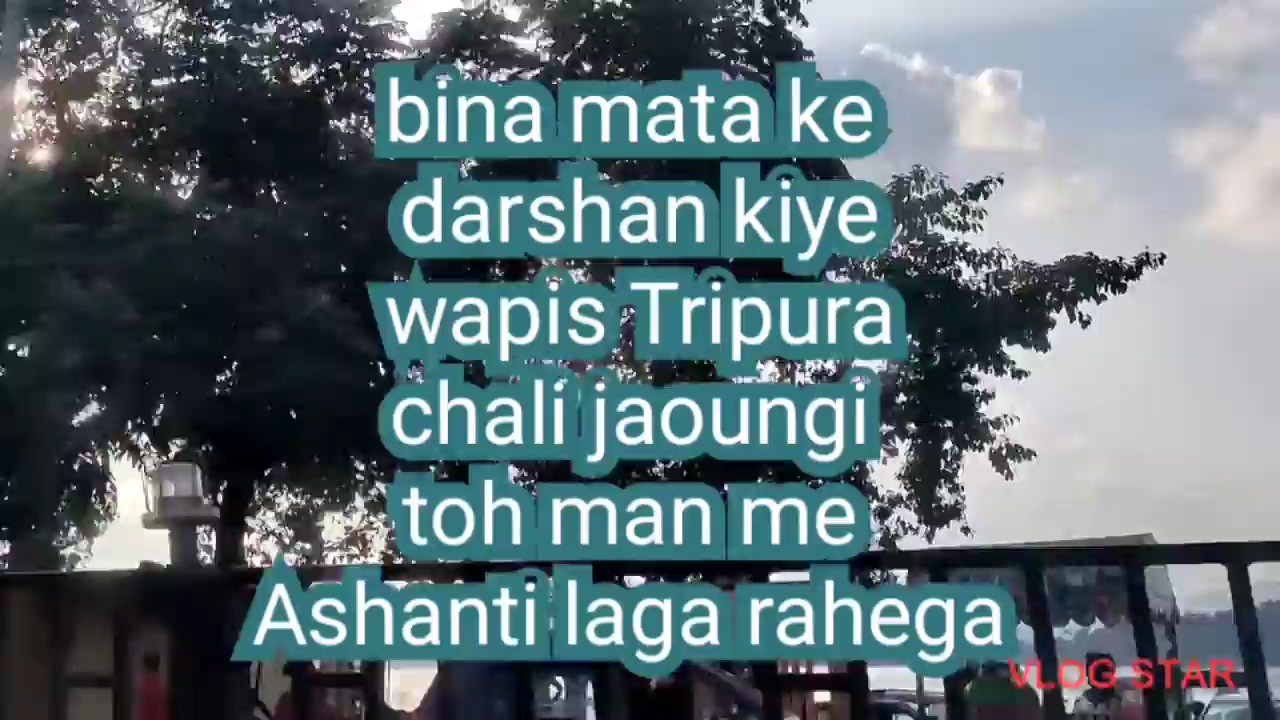 bina mata ke
darshan kiye
wapis Tripura
chali jaoungi
toh man me
Ashanti laga rahega
VLOG STAR